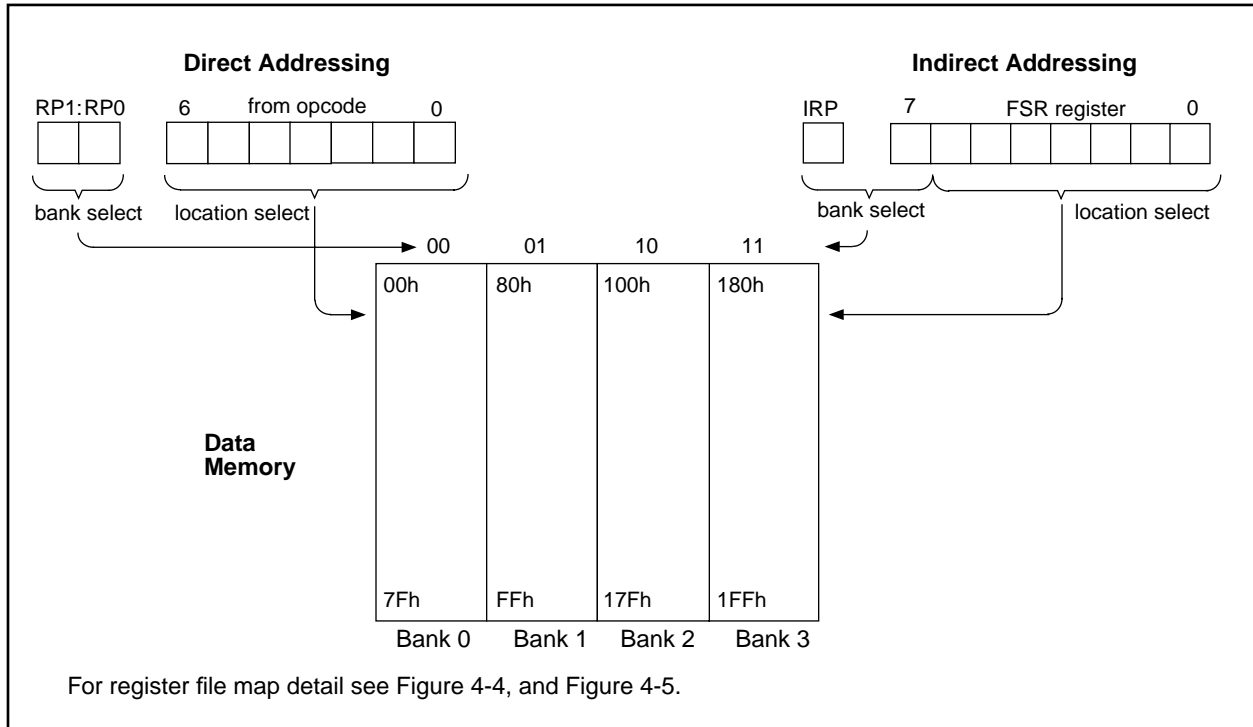 Direct Addressing
Indirect Addressing
RP1:RP0 6 from opcode 0
IRP 7 FSR register 0
bank select location select
bank select location select
00 01 10 11
00h 80h 100h 180h
Data
Memory
7Fh FFh 17Fh 1FFh
Bank 0 Bank 1 Bank 2 Bank 3
For register file map detail see Figure 4-4, and Figure 4-5.